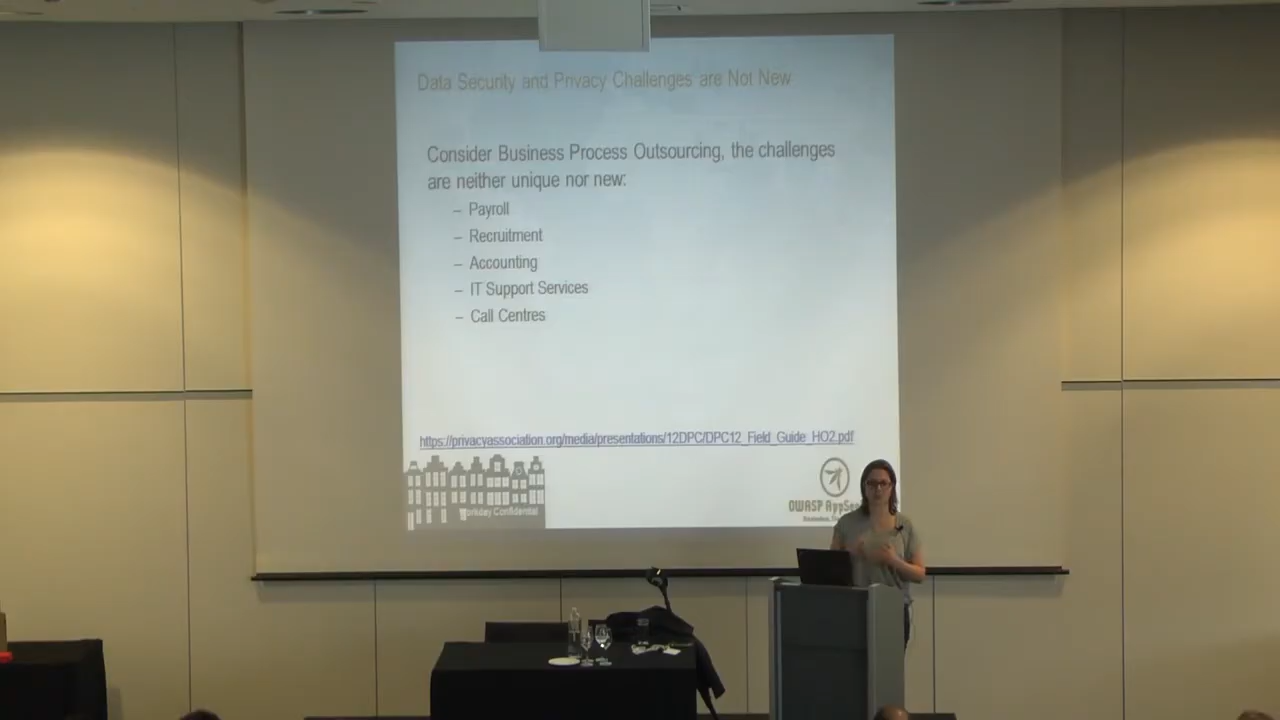 Data Security and Privacy Challenges are Not New
Consider Business Process Outsourcing, the challenges
are neither unique nor new:
– Payroll
– Recruitment
– Accounting
– IT Support Services
– Call Centres
https://privacyassociation.org/media/presentations/12DPC/DPC12_Field_Guide_HO2.pdf
Workday Confidential
OWASP AppSe